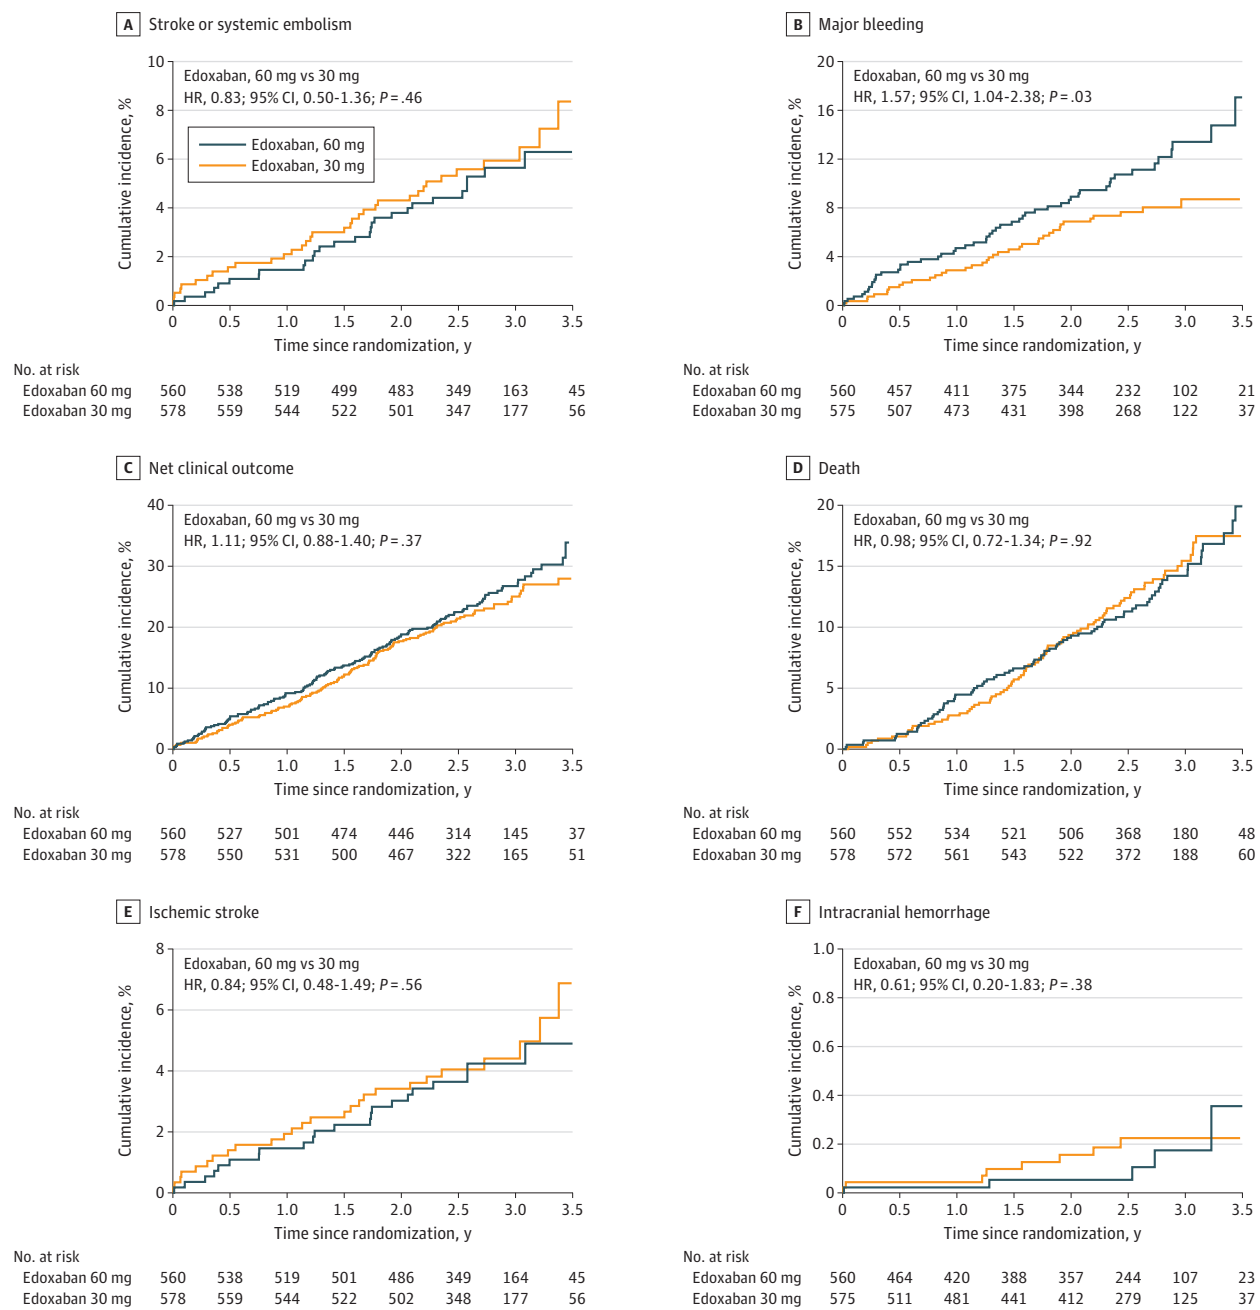 A Stroke or systemic embolism
Cumulative incidence, %
10
8
6
4
2
0
Edoxaban, 60 mg vs 30 mg
HR, 0.83; 95% CI, 0.50-1.36; P = .46
Edoxaban, 60 mg
Edoxaban, 30 mg
0 0.5 1.0 1.5 2.0 2.5 3.0 3.5
Time since randomization, y
No. at risk
Edoxaban 60 mg 560 538 519 499 483 349 163 45
Edoxaban 30 mg 578 559 544 522 501 347 177 56
B Major bleeding
Cumulative incidence, %
20
16
12
8
4
0
Edoxaban, 60 mg vs 30 mg
HR, 1.57; 95% CI, 1.04-2.38; P = .03
0 0.5 1.0 1.5 2.0 2.5 3.0 3.5
Time since randomization, y
No. at risk
Edoxaban 60 mg 560 457 411 375 344 232 102 21
Edoxaban 30 mg 575 507 473 431 398 268 122 37
C Net clinical outcome
Cumulative incidence, %
40
30
20
10
0
Edoxaban, 60 mg vs 30 mg
HR, 1.11; 95% CI, 0.88-1.40; P = .37
0 0.5 1.0 1.5 2.0 2.5 3.0 3.5
Time since randomization, y
No. at risk
Edoxaban 60 mg 560 527 501 474 446 314 145 37
Edoxaban 30 mg 578 550 531 500 467 322 165 51
D Death
Cumulative incidence, %
20
15
10
5
0
Edoxaban, 60 mg vs 30 mg
HR, 0.98; 95% CI, 0.72-1.34; P = .92
0 0.5 1.0 1.5 2.0 2.5 3.0 3.5
Time since randomization, y
No. at risk
Edoxaban 60 mg 560 552 534 521 506 368 180 48
Edoxaban 30 mg 578 572 561 543 522 372 188 60
E Ischemic stroke
Cumulative incidence, %
8
6
4
2
0
Edoxaban, 60 mg vs 30 mg
HR, 0.84; 95% CI, 0.48-1.49; P = .56
0 0.5 1.0 1.5 2.0 2.5 3.0 3.5
Time since randomization, y
No. at risk
Edoxaban 60 mg 560 538 519 501 486 349 164 45
Edoxaban 30 mg 578 559 544 522 502 348 177 56
F Intracranial hemorrhage
Cumulative incidence, %
1.0
0.8
0.6
0.4
0.2
0
Edoxaban, 60 mg vs 30 mg
HR, 0.61; 95% CI, 0.20-1.83; P = .38
0 0.5 1.0 1.5 2.0 2.5 3.0 3.5
Time since randomization, y
No. at risk
Edoxaban 60 mg 560 464 420 388 357 244 107 23
Edoxaban 30 mg 575 511 481 441 412 279 125 37